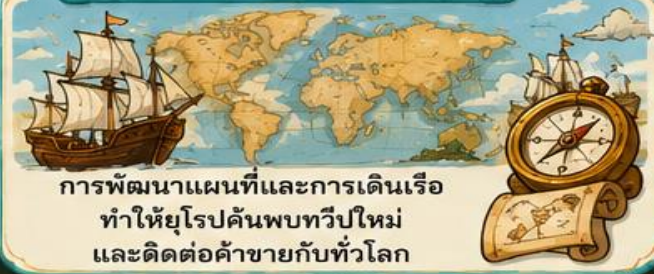 การพัฒนาแผนที่และการเดินเรือ
ทำให้ยุโรปค้นพบทวีปใหม่
และติดต่อค้าขายกับทั่วโลก